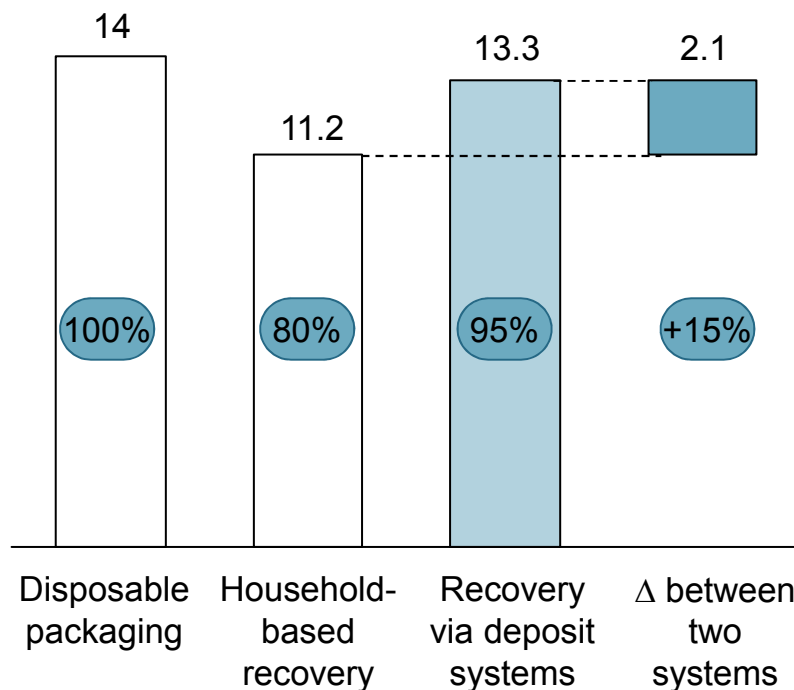 14
11.2
13.3
2.1
100%
80%
95%
+15%
Disposable
packaging
Household-
based
recovery
Recovery
via deposit
systems
Δ between
two
systems